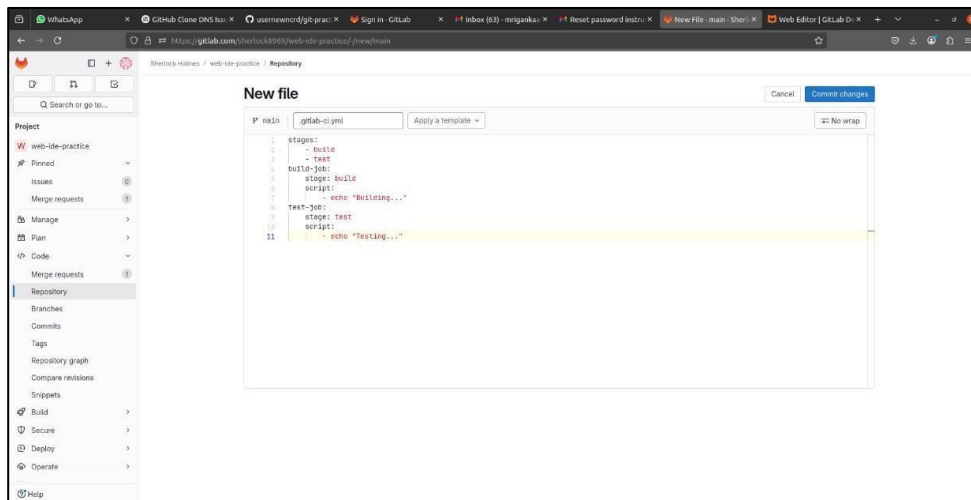 WhatsApp
GitHub Clone DNS Issu
usernewncrd/git-pract
Sign in · GitLab
Inbox (63) - mrigankaa
Reset password instru
New File · main · Sherl
Web Editor | GitLab Do
https://gitlab.com/sherlock6969/web-ide-practice/-/new/main
Sherlock Holmes / web-ide-practice / Repository
Search or go to...
Project
W web-ide-practice
Pinned
Issues 0
Merge requests 1
Manage
Plan
Code
Merge requests 1
Repository
Branches
Commits
Tags
Repository graph
Compare revisions
Snippets
Build
Secure
Deploy
Operate
Help
New file
Cancel
Commit changes
main
.gitlab-ci.yml
Apply a template
No wrap
1 stages:
2 - build
3 - test
4 build-job:
5 stage: build
6 script:
7 - echo "Building..."
8 test-job:
9 stage: test
10 script:
11 - echo "Testing..."